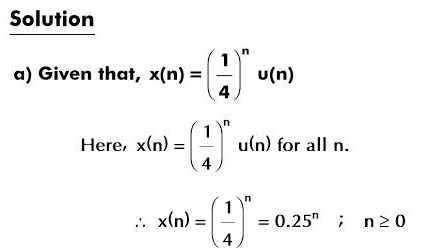 Solution
a) Given that, x(n) = (1/4)^n u(n)
Here, x(n) = (1/4)^n u(n) for all n.
∴ x(n) = (1/4)^n = 0.25^n ; n ≥ 0